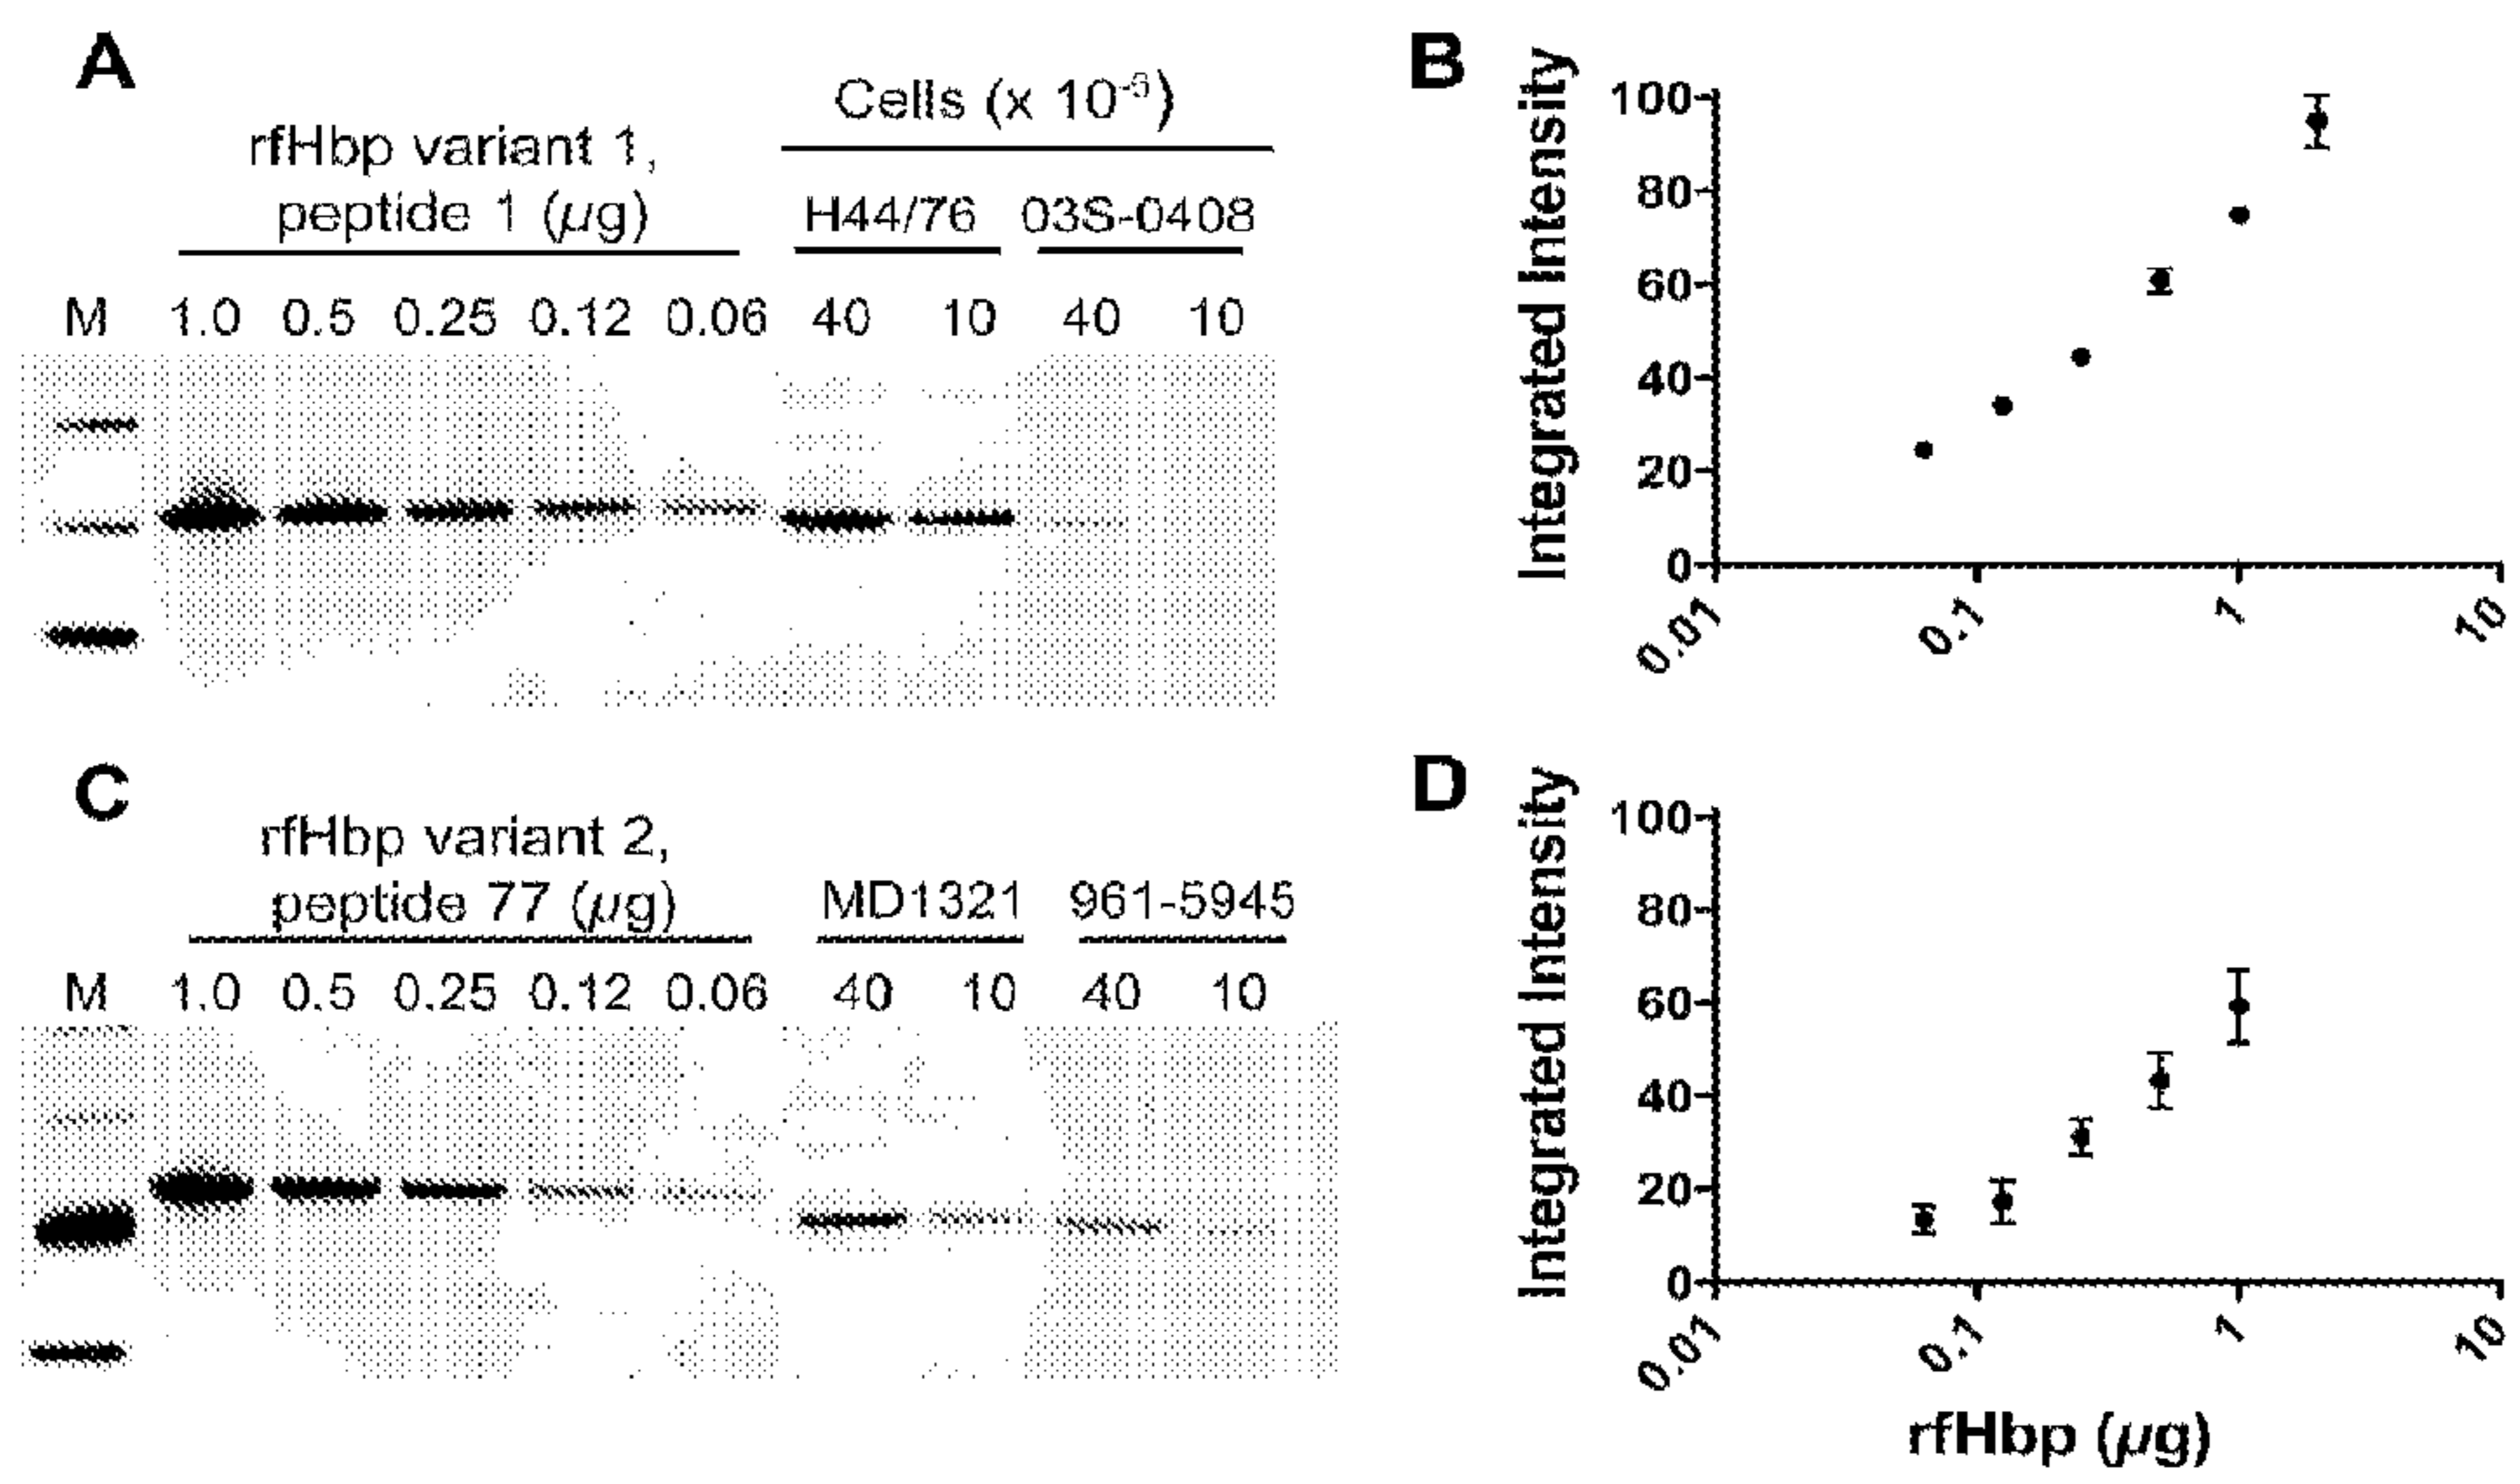 A
Cells (x 10⁻⁶)
rfHbp variant 1,
peptide 1 (µg)
H44/76 03S-0408
M 1.0 0.5 0.25 0.12 0.06 40 10 40 10
B
Integrated Intensity
100
80
60
40
20
0
0.01 0.1 1 10
C
rfHbp variant 2,
peptide 77 (µg)
MD1321 961-5945
M 1.0 0.5 0.25 0.12 0.06 40 10 40 10
D
Integrated Intensity
100
80
60
40
20
0
0.01 0.1 1 10
rfHbp (µg)